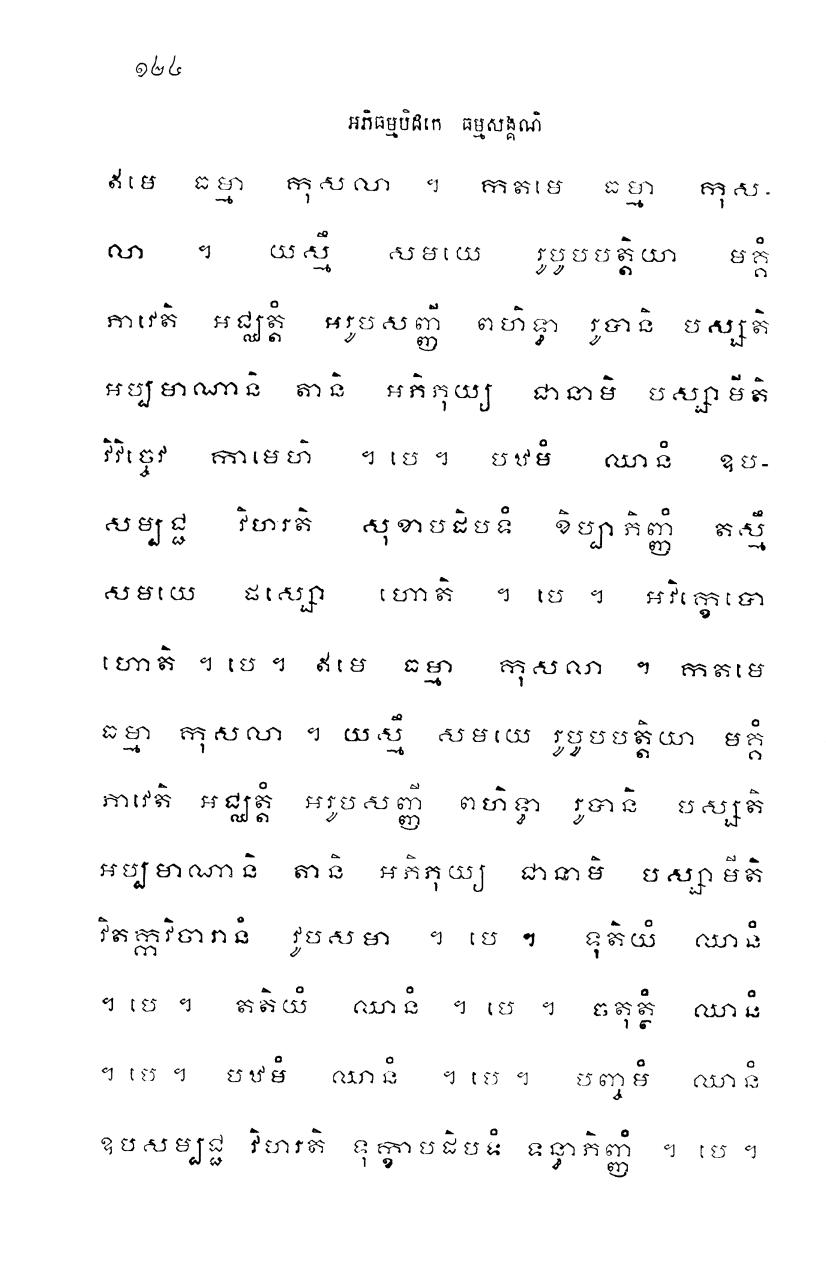 ១២៤
អភិធម្មបិដកេ ធម្មសង្គណិ
ឥមេ ធម្មា កុសលា ។ កតមេ ធម្មា កុស-
លា ។ យស្មឹ សមយេ រូបូបបត្តិយា មគ្គំ
ភាវេតិ អជ្ឈត្តំ អរូបសញ្ញី ពហិទ្ធា រូបានិ បស្សតិ
អប្បមាណានិ តានិ អភិភុយ្យ ជានាមិ បស្សាមីតិ
វិវិច្ចេវ កាមេហិ ។ បេ ។ បឋមំ ឈានំ ឧប-
សម្បជ្ជ វិហរតិ សុខាបដិបទំ ខិប្បាភិញ្ញំ តស្មឹ
សមយេ ផស្សោ ហោតិ ។ បេ ។ អវិក្ខេបោ
ហោតិ ។ បេ ។ ឥមេ ធម្មា កុសលា ។ កតមេ
ធម្មា កុសលា ។ យស្មឹ សមយេ រូបូបបត្តិយា មគ្គំ
ភាវេតិ អជ្ឈត្តំ អរូបសញ្ញី ពហិទ្ធា រូបានិ បស្សតិ
អប្បមាណានិ តានិ អភិភុយ្យ ជានាមិ បស្សាមីតិ
វិតក្កវិចារានំ វូបសមា ។ បេ ។ ទុតិយំ ឈានំ
។ បេ ។ តតិយំ ឈានំ ។ បេ ។ ចតុត្ថំ ឈានំ
។ បេ ។ បឋមំ ឈានំ ។ បេ ។ បញ្ចមំ ឈានំ
ឧបសម្បជ្ជ វិហរតិ ទុក្ខាបដិបទំ ទន្ធាភិញ្ញំ ។ បេ ។